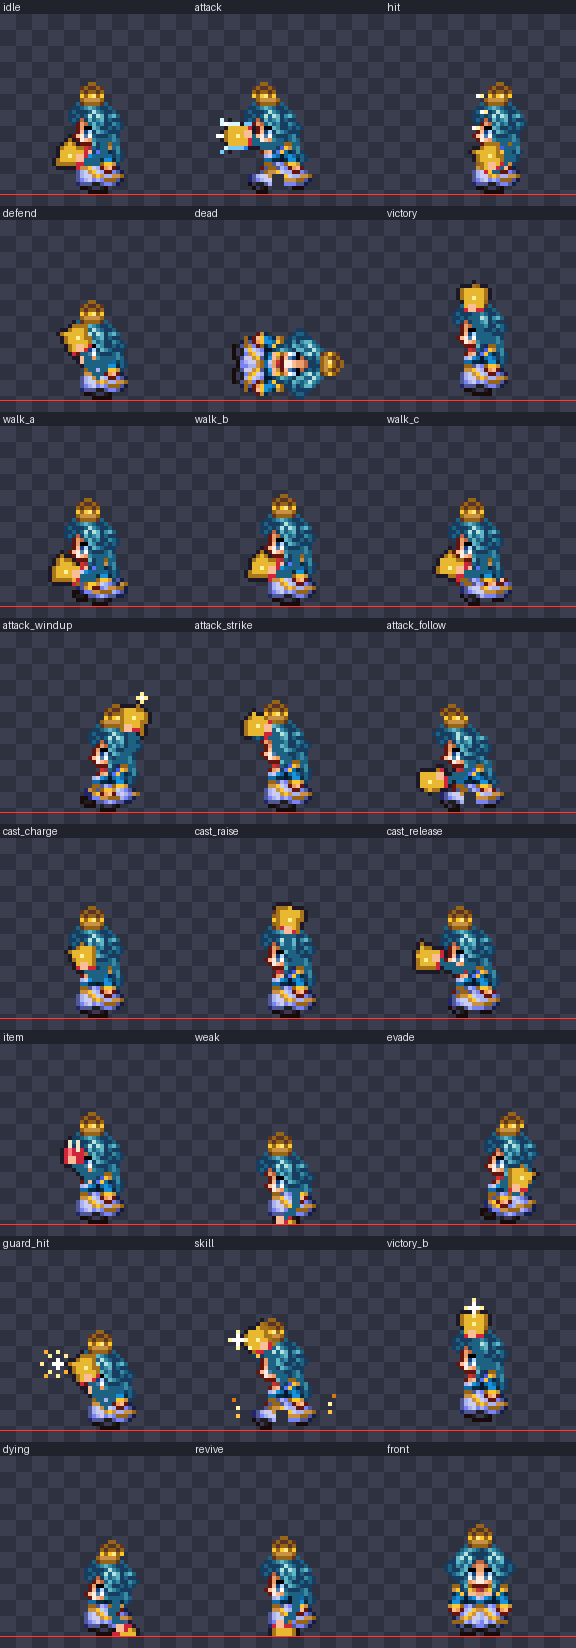 idle attack hit
defend dead victory
walk_a walk_b walk_c
attack_windup attack_strike attack_follow
cast_charge cast_raise cast_release
item weak evade
guard_hit skill victory_b
dying revive front